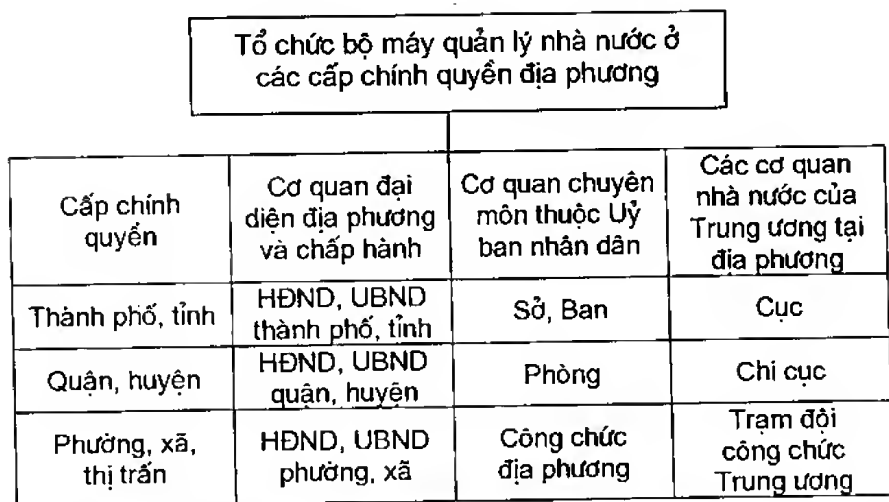 Tổ chức bộ máy quản lý nhà nước ở
các cấp chính quyền địa phương
Cấp chính
quyền
Cơ quan đại
diện địa phương
và chấp hành
Cơ quan chuyên
môn thuộc Uỷ
ban nhân dân
Các cơ quan
nhà nước của
Trung ương tại
địa phương
Thành phố, tỉnh
HĐND, UBND
thành phố, tỉnh
Sở, Ban
Cục
Quận, huyện
HĐND, UBND
quận, huyện
Phòng
Chi cục
Phường, xã,
thị trấn
HĐND, UBND
phường, xã
Công chức
địa phương
Trạm đội
công chức
Trung ương